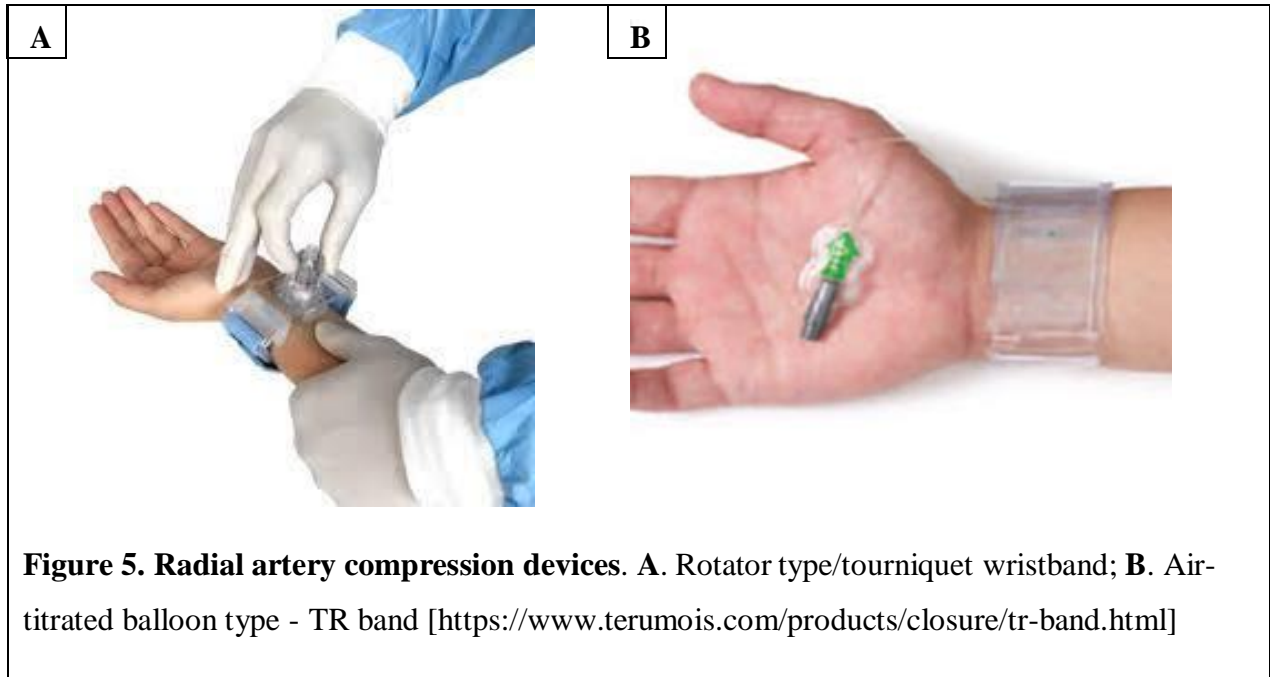 A
B
Figure 5. Radial artery compression devices. A. Rotator type/tourniquet wristband; B. Air-
titrated balloon type - TR band [https://www.terumois.com/products/closure/tr-band.html]